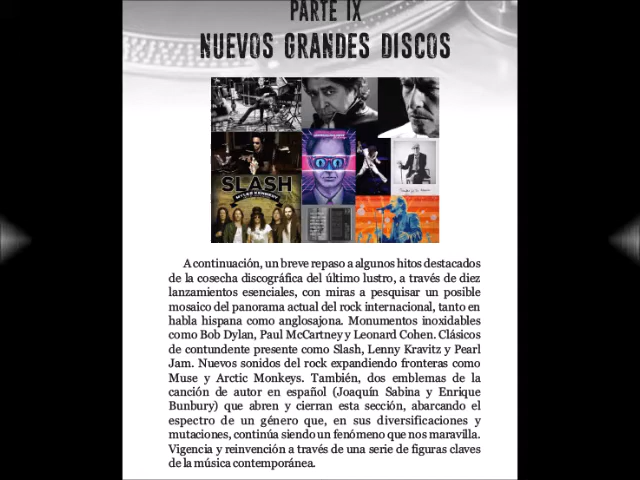 PARTE IX
NUEVOS GRANDES DISCOS
SLASH
A continuación, un breve repaso a algunos hitos destacados
de la cosecha discográfica del último lustro, a través de diez
lanzamientos esenciales, con miras a pesquisar un posible
mosaico del panorama actual del rock internacional, tanto en
habla hispana como anglosajona. Monumentos inoxidables
como Bob Dylan, Paul McCartney y Leonard Cohen. Clásicos
de contundente presente como Slash, Lenny Kravitz y Pearl
Jam. Nuevos sonidos del rock expandiendo fronteras como
Muse y Arctic Monkeys. También, dos emblemas de la
canción de autor en español (Joaquín Sabina y Enrique
Bunbury) que abren y cierran esta sección, abarcando el
espectro de un género que, en sus diversificaciones y
mutaciones, continúa siendo un fenómeno que nos maravilla.
Vigencia y reinvención a través de una serie de figuras claves
de la música contemporánea.